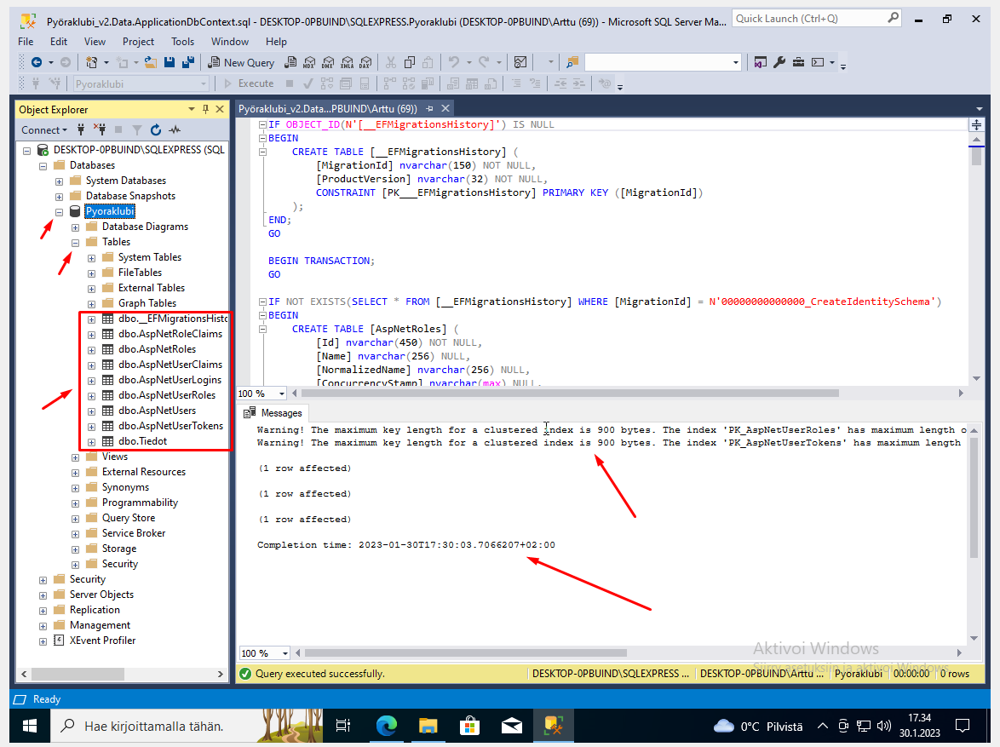 Pyöraklubi_v2.Data.ApplicationDbContext.sql - DESKTOP-0PBUIND\SQLEXPRESS.Pyoraklubi (DESKTOP-0PBUIND\Arttu (69)) - Microsoft SQL Server Ma...
Quick Launch (Ctrl+Q)
File Edit View Project Tools Window Help
New Query
MDX DMX XMLA DAX
Pyoraklubi
Execute
Object Explorer
Connect
DESKTOP-0PBUIND\SQLEXPRESS (SQL
Databases
System Databases
Database Snapshots
Pyoraklubi
Database Diagrams
Tables
System Tables
FileTables
External Tables
Graph Tables
dbo.__EFMigrationsHisto
dbo.AspNetRoleClaims
dbo.AspNetRoles
dbo.AspNetUserClaims
dbo.AspNetUserLogins
dbo.AspNetUserRoles
dbo.AspNetUsers
dbo.AspNetUserTokens
dbo.Tiedot
Views
External Resources
Synonyms
Programmability
Query Store
Service Broker
Storage
Security
Security
Server Objects
Replication
Management
XEvent Profiler
Pyöraklubi_v2.Data...PBUIND\Arttu (69))
IF OBJECT_ID(N'[__EFMigrationsHistory]') IS NULL
BEGIN
CREATE TABLE [__EFMigrationsHistory] (
[MigrationId] nvarchar(150) NOT NULL,
[ProductVersion] nvarchar(32) NOT NULL,
CONSTRAINT [PK___EFMigrationsHistory] PRIMARY KEY ([MigrationId])
);
END;
GO
BEGIN TRANSACTION;
GO
IF NOT EXISTS(SELECT * FROM [__EFMigrationsHistory] WHERE [MigrationId] = N'00000000000000_CreateIdentitySchema')
BEGIN
CREATE TABLE [AspNetRoles] (
[Id] nvarchar(450) NOT NULL,
[Name] nvarchar(256) NULL,
[NormalizedName] nvarchar(256) NULL,
[ConcurrencyStamp] nvarchar(max) NULL,
100 %
Messages
Warning! The maximum key length for a clustered index is 900 bytes. The index 'PK_AspNetUserRoles' has maximum length o
Warning! The maximum key length for a clustered index is 900 bytes. The index 'PK_AspNetUserTokens' has maximum length
(1 row affected)
(1 row affected)
(1 row affected)
Completion time: 2023-01-30T17:30:03.7066207+02:00
100 %
Aktivoi Windows
Siirry asetuksiin ja aktivoi Windows.
Query executed successfully.
DESKTOP-0PBUIND\SQLEXPRESS ... DESKTOP-0PBUIND\Arttu ... Pyoraklubi 00:00:00 0 rows
Ready
Hae kirjoittamalla tähän.
0°C Pilvistä
17.34
30.1.2023